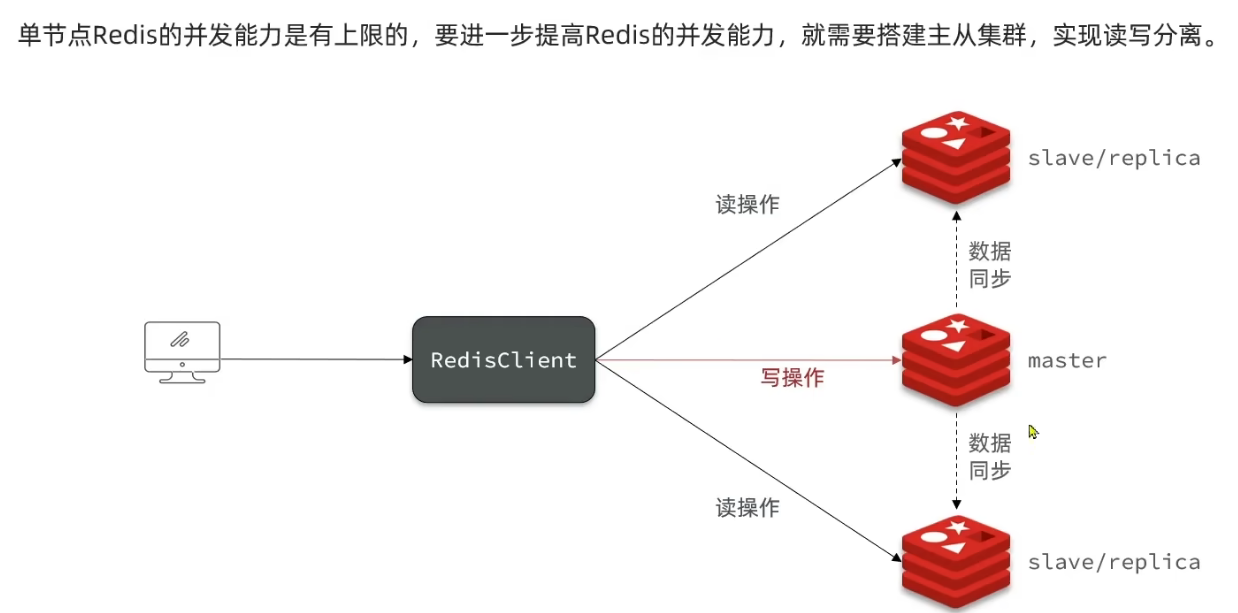 单节点Redis的并发能力是有上限的，要进一步提高Redis的并发能力，就需要搭建主从集群，实现读写分离。
slave/replica
读操作
数据
同步
RedisClient
写操作
master
数据
同步
读操作
slave/replica